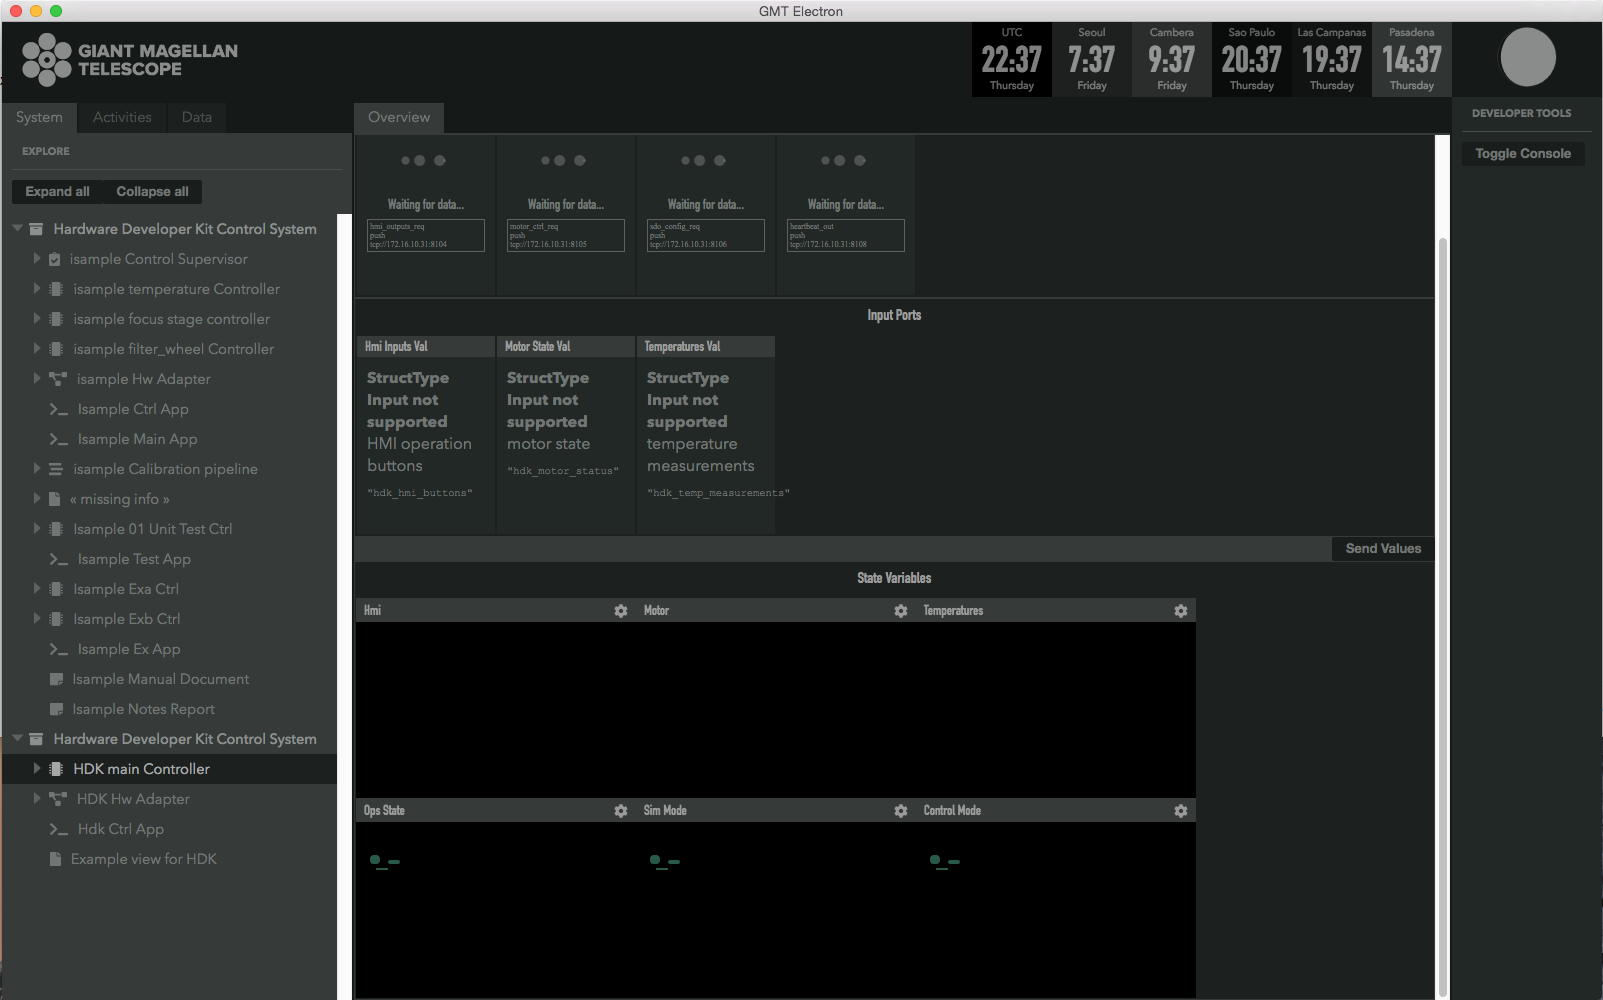 GMT Electron
GIANT MAGELLAN
TELESCOPE
UTC
22:37
Thursday
Seoul
7:37
Friday
Cambera
9:37
Friday
Sao Paulo
20:37
Thursday
Las Campanas
19:37
Thursday
Pasadena
14:37
Thursday
System
Activities
Data
Overview
DEVELOPER TOOLS
Toggle Console
EXPLORE
Expand all
Collapse all
Hardware Developer Kit Control System
isample Control Supervisor
isample temperature Controller
isample focus stage controller
isample filter_wheel Controller
isample Hw Adapter
Isample Ctrl App
Isample Main App
isample Calibration pipeline
« missing info »
Isample 01 Unit Test Ctrl
Isample Test App
Isample Exa Ctrl
Isample Exb Ctrl
Isample Ex App
Isample Manual Document
Isample Notes Report
Hardware Developer Kit Control System
HDK main Controller
HDK Hw Adapter
Hdk Ctrl App
Example view for HDK
Waiting for data...
hmi_outputs_req
push
tcp://172.16.10.31:8104
Waiting for data...
motor_ctrl_req
push
tcp://172.16.10.31:8105
Waiting for data...
sdo_config_req
push
tcp://172.16.10.31:8106
Waiting for data...
heartbeat_out
push
tcp://172.16.10.31:8108
Input Ports
Hmi Inputs Val
StructType
Input not
supported
HMI operation
buttons
"hdk_hmi_buttons"
Motor State Val
StructType
Input not
supported
motor state
"hdk_motor_status"
Temperatures Val
StructType
Input not
supported
temperature
measurements
"hdk_temp_measurements"
Send Values
State Variables
Hmi
Motor
Temperatures
Ops State
Sim Mode
Control Mode